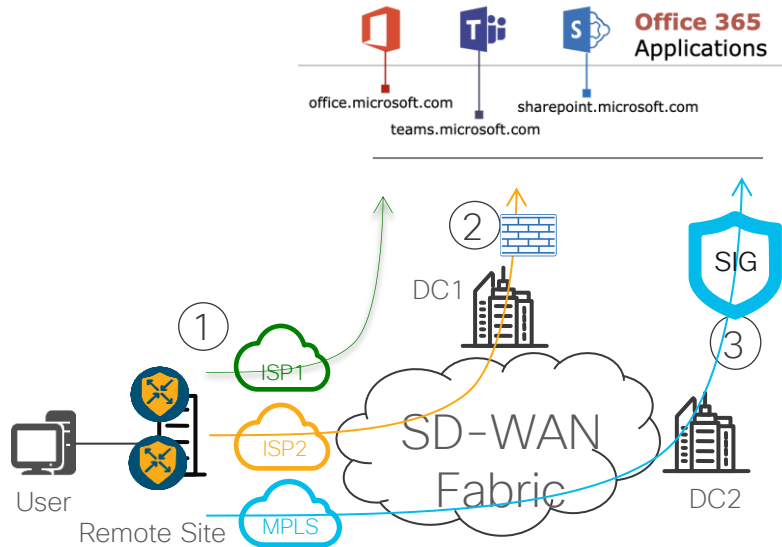 Office 365
Applications
office.microsoft.com
sharepoint.microsoft.com
teams.microsoft.com
2
SIG
DC1
1
3
ISP1
SD-WAN
Fabric
ISP2
User
DC2
MPLS
Remote Site